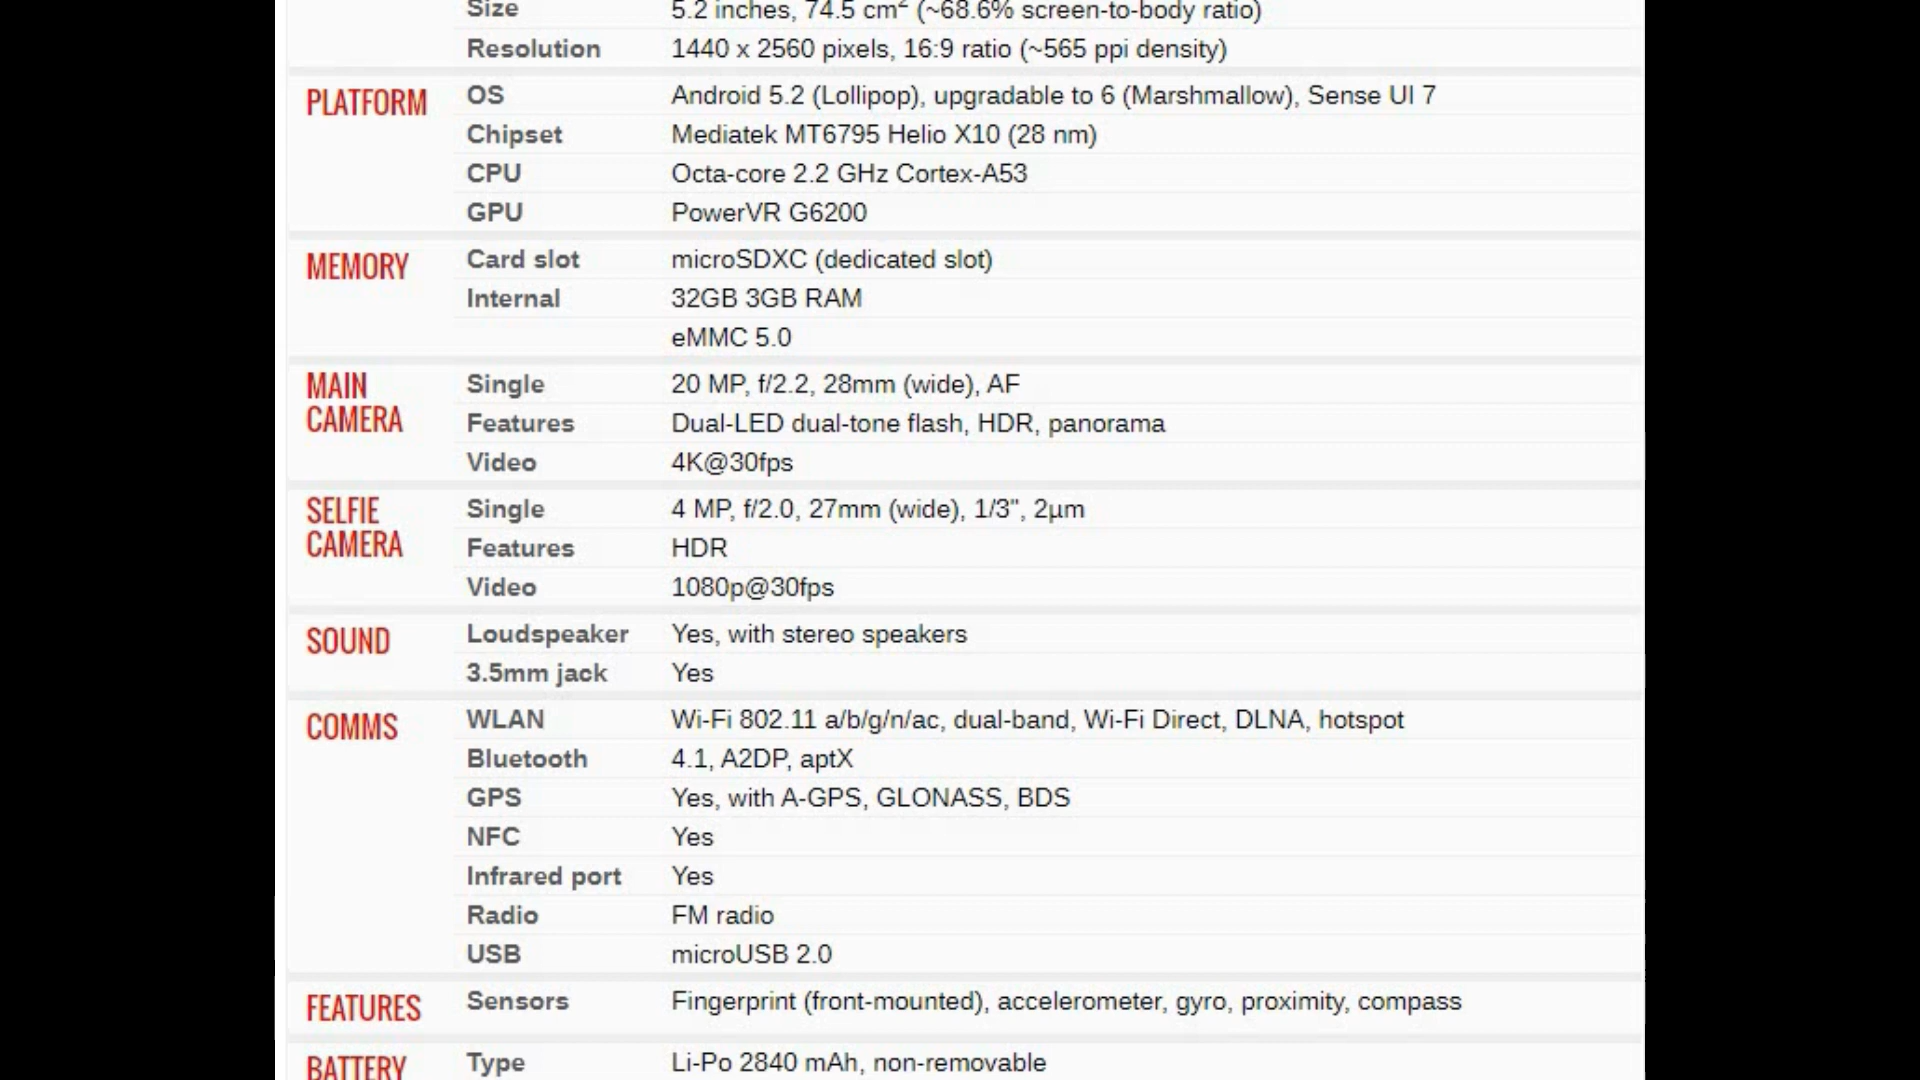 Size 5.2 inches, 74.5 cm² (~68.6% screen-to-body ratio)
Resolution 1440 x 2560 pixels, 16:9 ratio (~565 ppi density)
PLATFORM OS Android 5.2 (Lollipop), upgradable to 6 (Marshmallow), Sense UI 7
Chipset Mediatek MT6795 Helio X10 (28 nm)
CPU Octa-core 2.2 GHz Cortex-A53
GPU PowerVR G6200
MEMORY Card slot microSDXC (dedicated slot)
Internal 32GB 3GB RAM
eMMC 5.0
MAIN CAMERA Single 20 MP, f/2.2, 28mm (wide), AF
Features Dual-LED dual-tone flash, HDR, panorama
Video 4K@30fps
SELFIE CAMERA Single 4 MP, f/2.0, 27mm (wide), 1/3", 2µm
Features HDR
Video 1080p@30fps
SOUND Loudspeaker Yes, with stereo speakers
3.5mm jack Yes
COMMS WLAN Wi-Fi 802.11 a/b/g/n/ac, dual-band, Wi-Fi Direct, DLNA, hotspot
Bluetooth 4.1, A2DP, aptX
GPS Yes, with A-GPS, GLONASS, BDS
NFC Yes
Infrared port Yes
Radio FM radio
USB microUSB 2.0
FEATURES Sensors Fingerprint (front-mounted), accelerometer, gyro, proximity, compass
BATTERY Type Li-Po 2840 mAh, non-removable